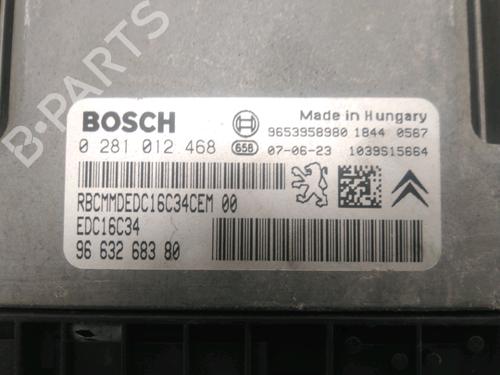 BOSCH
Made in Hungary
9653958980 1844 0567
0 281 012 468 658 07-06-23 1039S15664
RBCMMDEDC16C34CEM 00
EDC16C34
96 632 683 80
B-PARTS